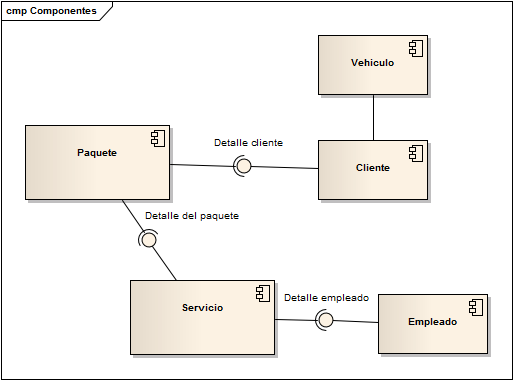 cmp Componentes
Vehiculo
Detalle cliente
Paquete
Cliente
Detalle del paquete
Detalle empleado
Servicio
Empleado